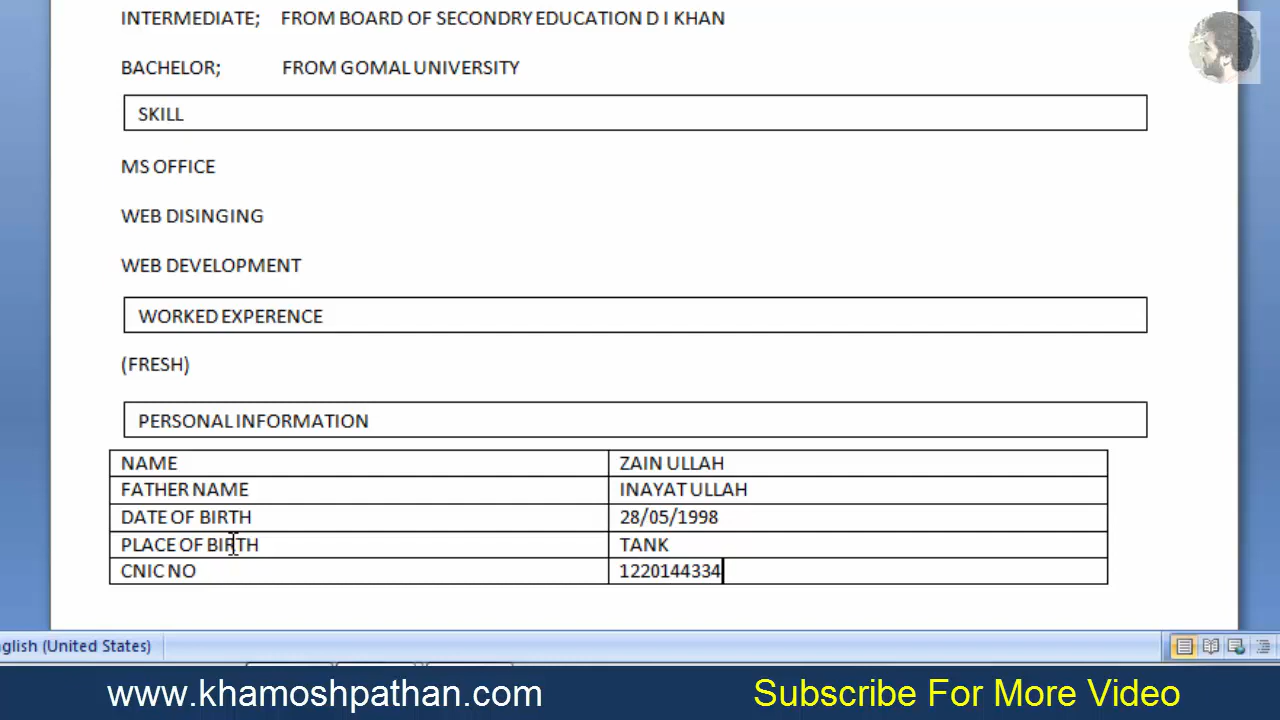 INTERMEDIATE; FROM BOARD OF SECONDRY EDUCATION D I KHAN
BACHELOR; FROM GOMAL UNIVERSITY
SKILL
MS OFFICE
WEB DISINGING
WEB DEVELOPMENT
WORKED EXPERENCE
(FRESH)
PERSONAL INFORMATION
NAME ZAIN ULLAH
FATHER NAME INAYAT ULLAH
DATE OF BIRTH 28/05/1998
PLACE OF BIRTH TANK
CNIC NO 1220144334
glish (United States)
www.khamoshpathan.com Subscribe For More Video